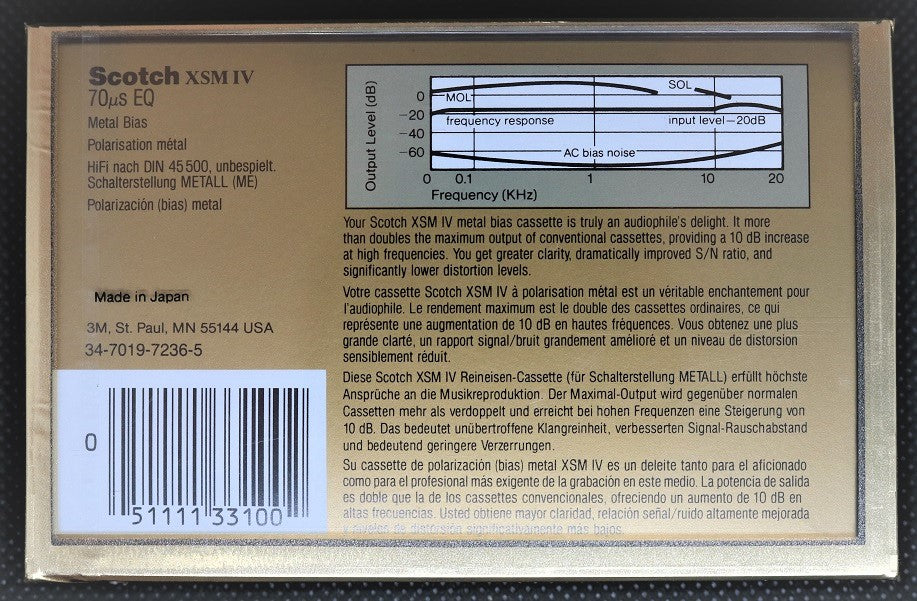 Scotch XSM IV
70μs EQ
Metal Bias
Polarisation métal
HiFi nach DIN 45 500, unbespielt.
Schalterstellung METALL (ME)
Polarización (bias) metal
Made in Japan
3M, St. Paul, MN 55144 USA
34-7019-7236-5
0
51111 33100
Output Level (dB)
0
-20
-40
-60
MOL
SOL
frequency response
input level—20dB
AC bias noise
0 0.1 1 10 20
Frequency (KHz)
Your Scotch XSM IV metal bias cassette is truly an audiophile's delight. It more
than doubles the maximum output of conventional cassettes, providing a 10 dB increase
at high frequencies. You get greater clarity, dramatically improved S/N ratio, and
significantly lower distortion levels.
Votre cassette Scotch XSM IV à polarisation métal est un véritable enchantement pour
l'audiophile. Le rendement maximum est le double des cassettes ordinaires, ce qui
représente une augmentation de 10 dB en hautes fréquences. Vous obtenez une plus
grande clarté, un rapport signal/bruit grandement amélioré et un niveau de distorsion
sensiblement réduit.
Diese Scotch XSM IV Reineisen-Cassette (für Schalterstellung METALL) erfüllt höchste
Ansprüche an die Musikreproduktion. Der Maximal-Output wird gegenüber normalen
Cassetten mehr als verdoppelt und erreicht bei hohen Frequenzen eine Steigerung von
10 dB. Das bedeutet unübertroffene Klangreinheit, verbesserten Signal-Rauschabstand
und bedeutend geringere Verzerrungen.
Su cassette de polarización (bias) metal XSM IV es un deleite tanto para el aficionado
como para el profesional más exigente de la grabación en este medio. La potencia de salida
es doble que la de los cassettes convencionales, ofreciendo un aumento de 10 dB en
altas frecuencias. Usted obtiene mayor claridad, relación señal/ruido altamente mejorada
y niveles de distorsión significativamente más bajos.